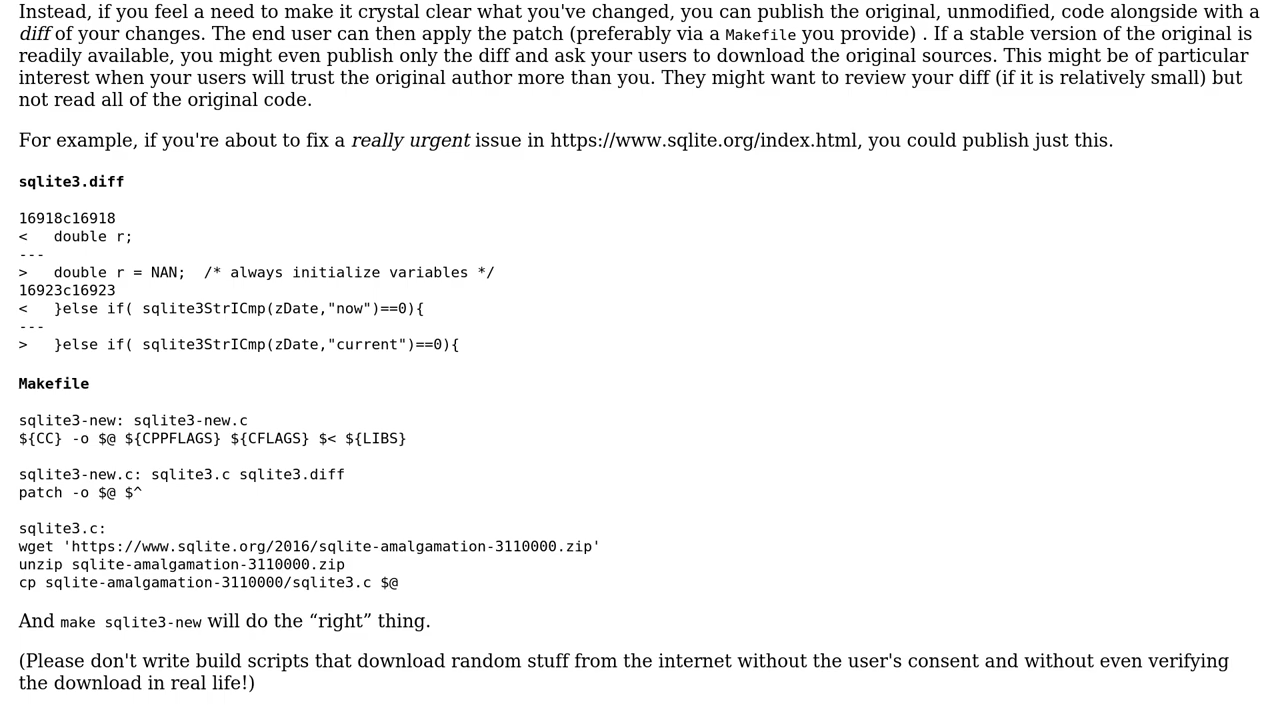 Instead, if you feel a need to make it crystal clear what you've changed, you can publish the original, unmodified, code alongside with a
diff of your changes. The end user can then apply the patch (preferably via a Makefile you provide) . If a stable version of the original is
readily available, you might even publish only the diff and ask your users to download the original sources. This might be of particular
interest when your users will trust the original author more than you. They might want to review your diff (if it is relatively small) but
not read all of the original code.
For example, if you're about to fix a really urgent issue in https://www.sqlite.org/index.html, you could publish just this.
sqlite3.diff
16918c16918
<   double r;
---
>   double r = NAN;  /* always initialize variables */
16923c16923
<   }else if( sqlite3StrICmp(zDate,"now")==0){
---
>   }else if( sqlite3StrICmp(zDate,"current")==0){
Makefile
sqlite3-new: sqlite3-new.c
${CC} -o $@ ${CPPFLAGS} ${CFLAGS} $< ${LIBS}
sqlite3-new.c: sqlite3.c sqlite3.diff
patch -o $@ $^
sqlite3.c:
wget 'https://www.sqlite.org/2016/sqlite-amalgamation-3110000.zip'
unzip sqlite-amalgamation-3110000.zip
cp sqlite-amalgamation-3110000/sqlite3.c $@
And make sqlite3-new will do the “right” thing.
(Please don't write build scripts that download random stuff from the internet without the user's consent and without even verifying
the download in real life!)